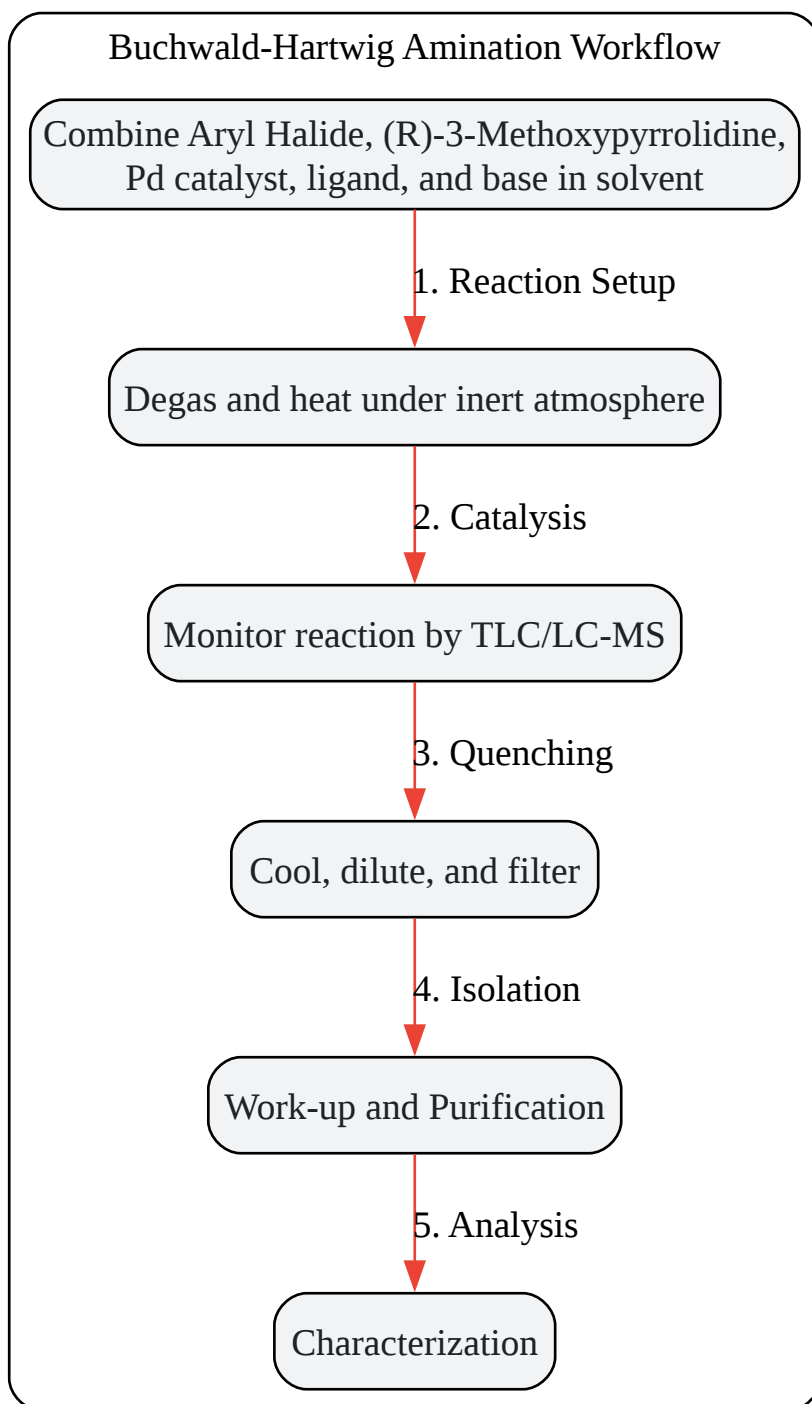 Buchwald-Hartwig Amination Workflow
Combine Aryl Halide, (R)-3-Methoxypyrrolidine,
Pd catalyst, ligand, and base in solvent
1. Reaction Setup
Degas and heat under inert atmosphere
2. Catalysis
Monitor reaction by TLC/LC-MS
3. Quenching
Cool, dilute, and filter
4. Isolation
Work-up and Purification
5. Analysis
Characterization